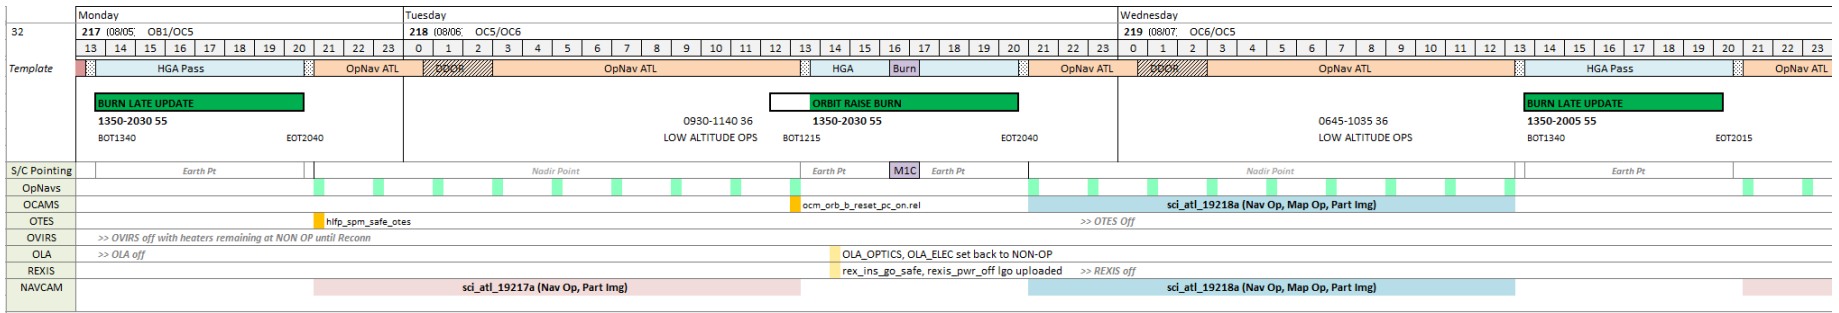 Monday Tuesday Wednesday
32 217 (08/05) OB1/OC5 218 (08/06) OC5/OC6 219 (08/07) OC6/OC5
13 14 15 16 17 18 19 20 21 22 23 0 1 2 3 4 5 6 7 8 9 10 11 12 13 14 15 16 17 18 19 20 21 22 23 0 1 2 3 4 5 6 7 8 9 10 11 12 13 14 15 16 17 18 19 20 21 22 23
Template HGA Pass OpNav ATL DDOR OpNav ATL HGA Burn OpNav ATL DDOR OpNav ATL HGA Pass OpNav ATL
BURN LATE UPDATE ORBIT RAISE BURN BURN LATE UPDATE
1350-2030 55 0930-1140 36 1350-2030 55 0645-1035 36 1350-2005 55
BOT1340 EOT2040 LOW ALTITUDE OPS BOT1215 EOT2040 LOW ALTITUDE OPS BOT1340 EOT2015
S/C Pointing Earth Pt Nadir Point Earth Pt M1C Earth Pt Nadir Point Earth Pt
OpNavs
OCAMS ocm_orb_b_reset_pc_on.rel sci_atl_19218a (Nav Op, Map Op, Part Img)
OTES hlfp_spm_safe_otes >> OTES Off
OVIRS >> OVIRS off with heaters remaining at NON OP until Reconn
OLA >> OLA off OLA_OPTICS, OLA_ELEC set back to NON-OP
REXIS rex_ins_go_safe, rexis_pwr_off lgo uploaded >> REXIS off
NAVCAM sci_atl_19217a (Nav Op, Part Img) sci_atl_19218a (Nav Op, Map Op, Part Img)